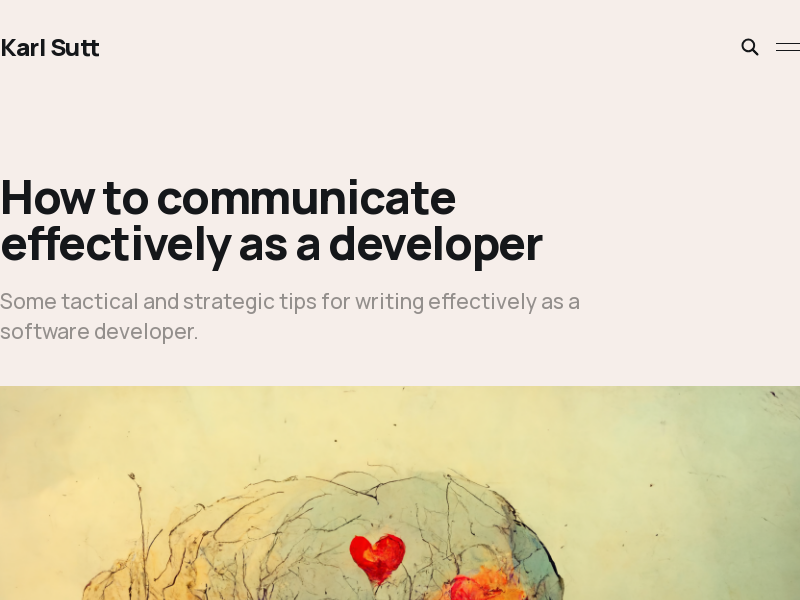 Karl Sutt
How to communicate
effectively as a developer
Some tactical and strategic tips for writing effectively as a
software developer.